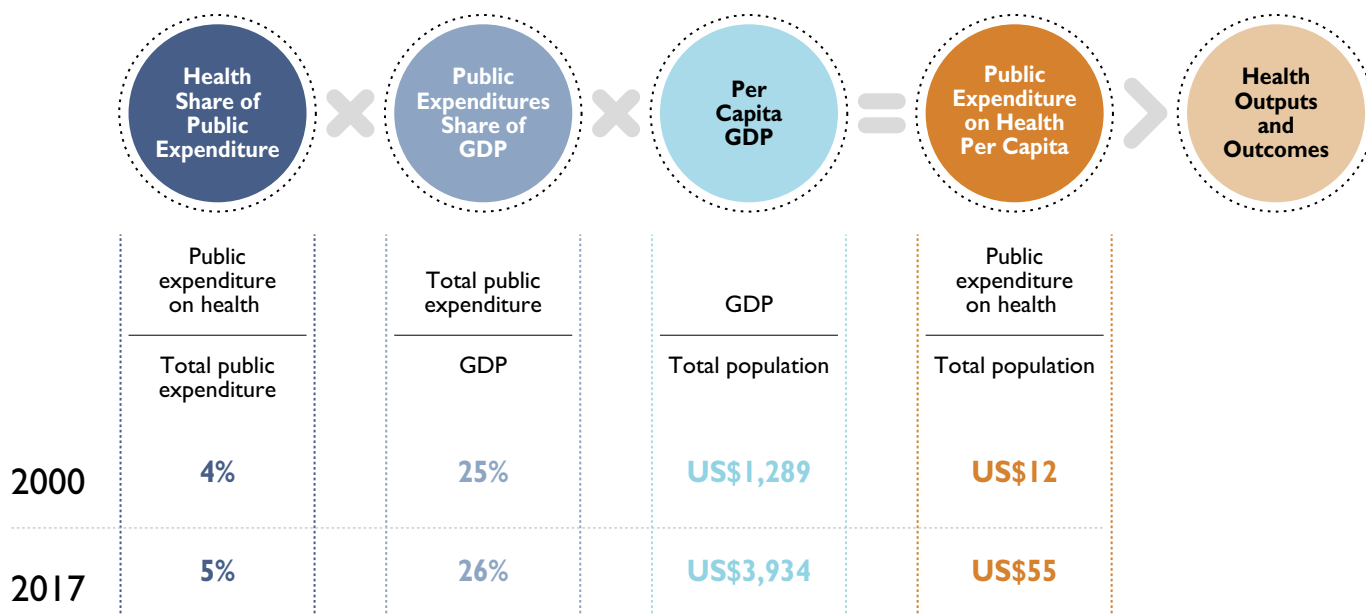 Health
Share of
Public
Expenditure
Public
Expenditures
Share of
GDP
Per
Capita
GDP
Public
Expenditure
on Health
Per Capita
Health
Outputs
and
Outcomes
Public
expenditure
on health
Total public
expenditure
Total public
expenditure
GDP
GDP
Total population
Public
expenditure
on health
Total population
2000
4%
25%
US$1,289
US$12
2017
5%
26%
US$3,934
US$55